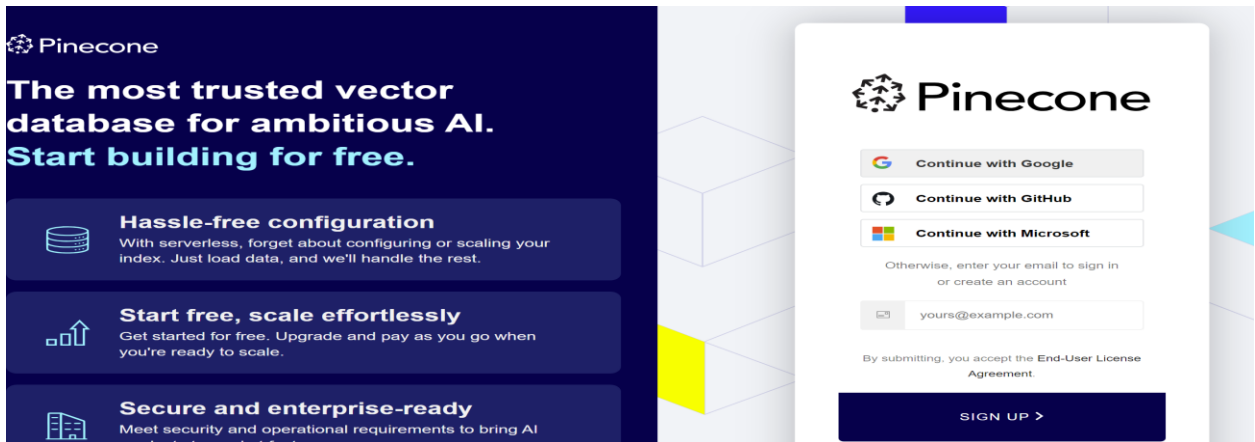 Pinecone
The most trusted vector
database for ambitious AI.
Start building for free.
Hassle-free configuration
With serverless, forget about configuring or scaling your
index. Just load data, and we'll handle the rest.
Start free, scale effortlessly
Get started for free. Upgrade and pay as you go when
you're ready to scale.
Secure and enterprise-ready
Meet security and operational requirements to bring AI
Pinecone
Continue with Google
Continue with GitHub
Continue with Microsoft
Otherwise, enter your email to sign in
or create an account
yours@example.com
By submitting, you accept the End-User License
Agreement.
SIGN UP >